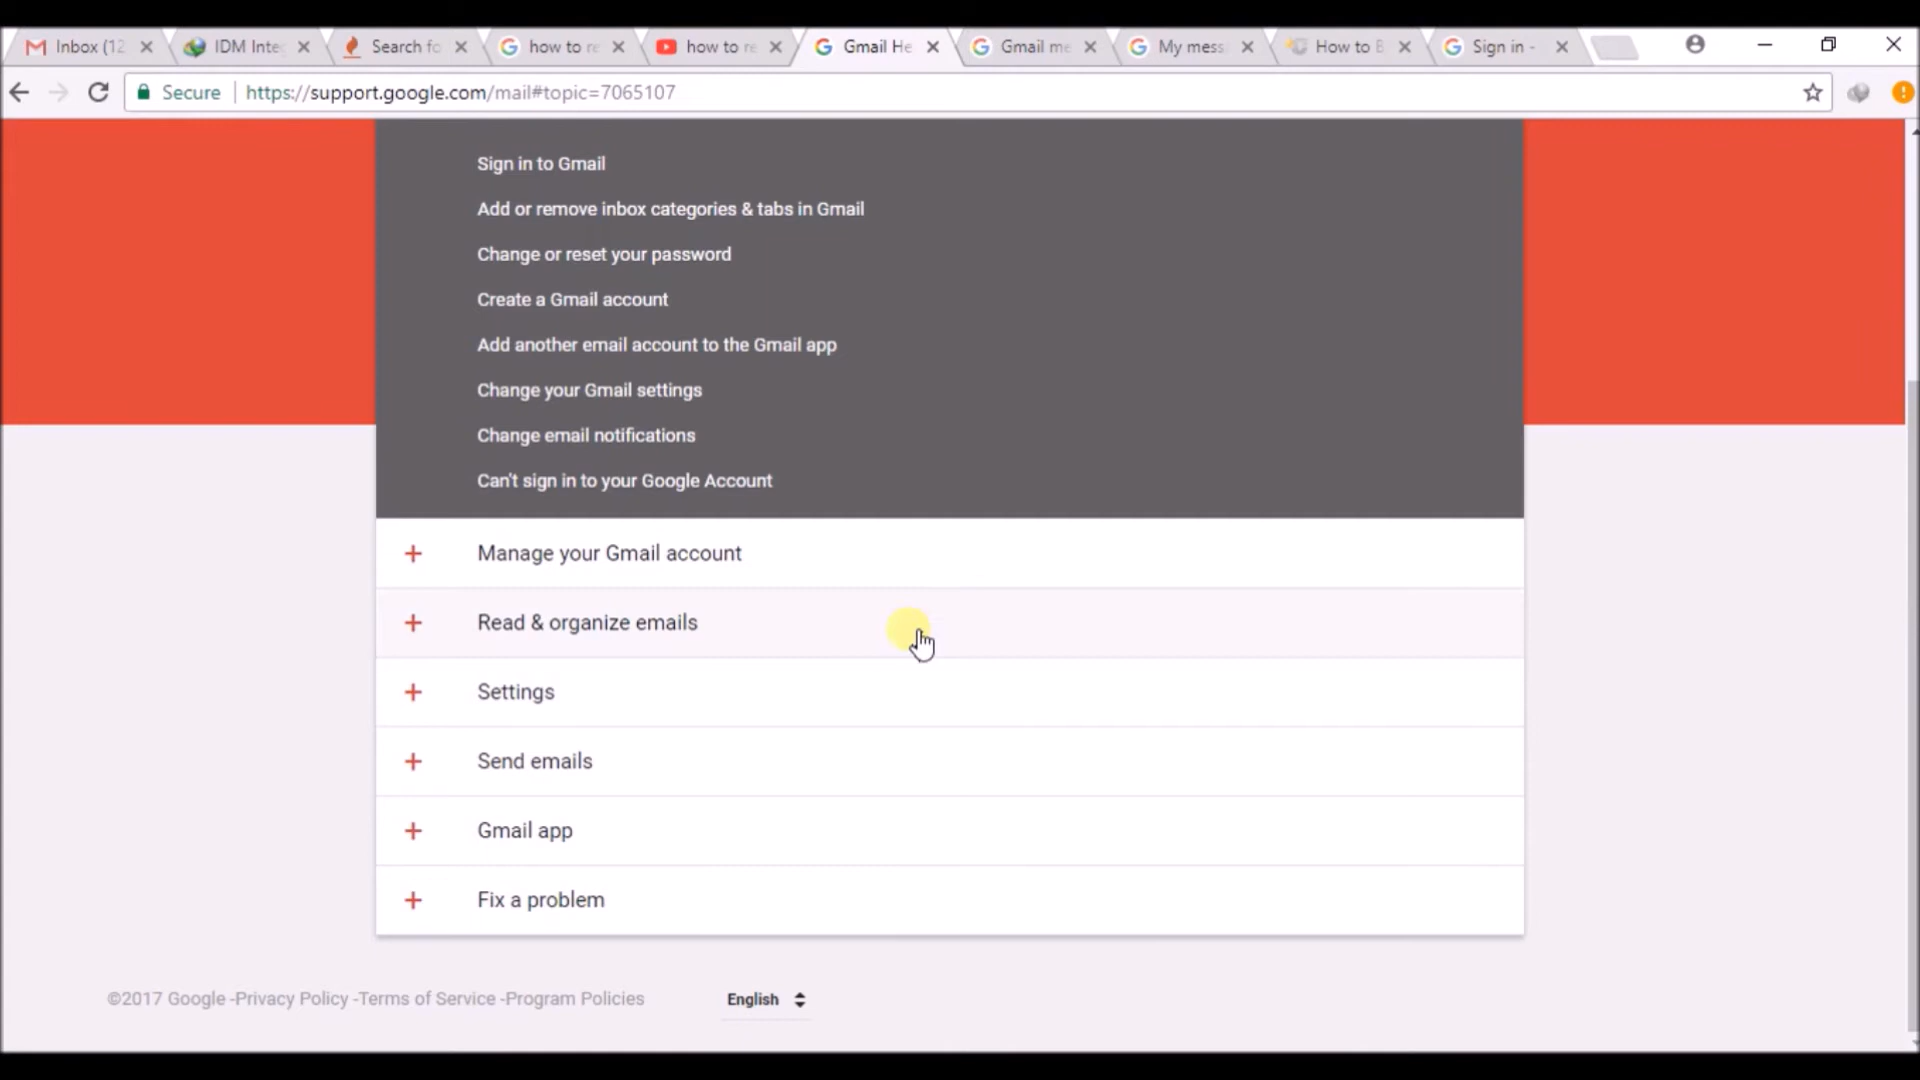 Inbox (12
IDM Inte
Search fo
how to re
how to re
Gmail He
Gmail me
My mess
How to B
Sign in -
Secure
https://support.google.com/mail#topic=7065107
Sign in to Gmail
Add or remove inbox categories & tabs in Gmail
Change or reset your password
Create a Gmail account
Add another email account to the Gmail app
Change your Gmail settings
Change email notifications
Can't sign in to your Google Account
Manage your Gmail account
Read & organize emails
Settings
Send emails
Gmail app
Fix a problem
©2017 Google -Privacy Policy -Terms of Service -Program Policies
English